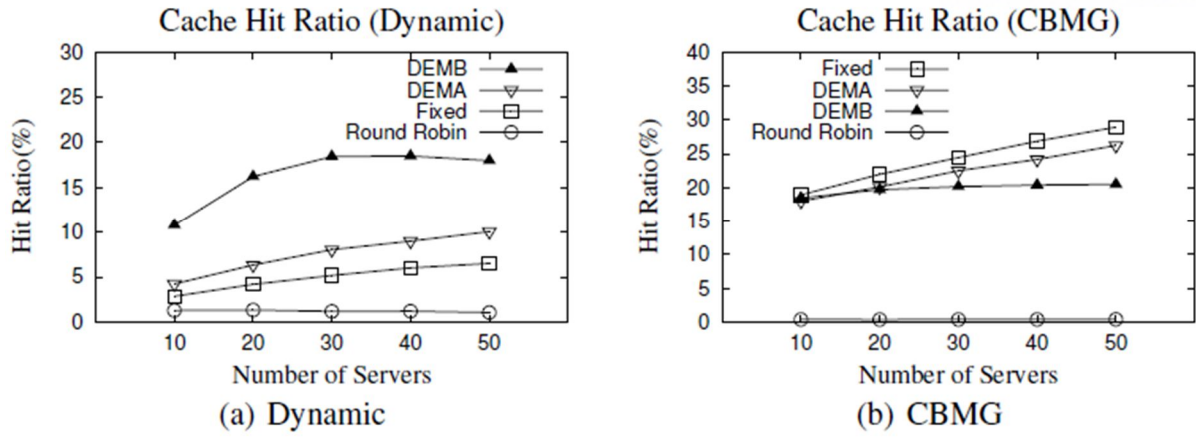 Cache Hit Ratio (Dynamic)
30
25
20
15
10
5
0
Hit Ratio(%)
DEMB
DEMA
Fixed
Round Robin
10 20 30 40 50
Number of Servers
(a) Dynamic
Cache Hit Ratio (CBMG)
40
35
30
25
20
15
10
5
0
Hit Ratio(%)
Fixed
DEMA
DEMB
Round Robin
10 20 30 40 50
Number of Servers
(b) CBMG